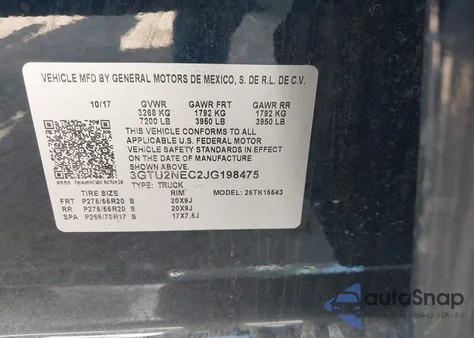 VEHICLE MFD BY GENERAL MOTORS DE MEXICO, S. DE R.L. DE C.V.
10/17 GVWR GAWR FRT GAWR RR
3268 KG 1792 KG 1792 KG
7200 LB 3950 LB 3950 LB
THIS VEHICLE CONFORMS TO ALL
APPLICABLE U.S. FEDERAL MOTOR
VEHICLE SAFETY STANDARDS IN
EFFECT ON THE DATE OF
MANUFACTURE SHOWN ABOVE.
3GTU2NEC2JG198475
TYPE: TRUCK MODEL: 25TK15543
TIRE SIZE RIM
FRT P275/55R20 S 20X9J
RR P275/55R20 S 20X9J
SPA P265/70R17 S 17X7.5J
autoSnap